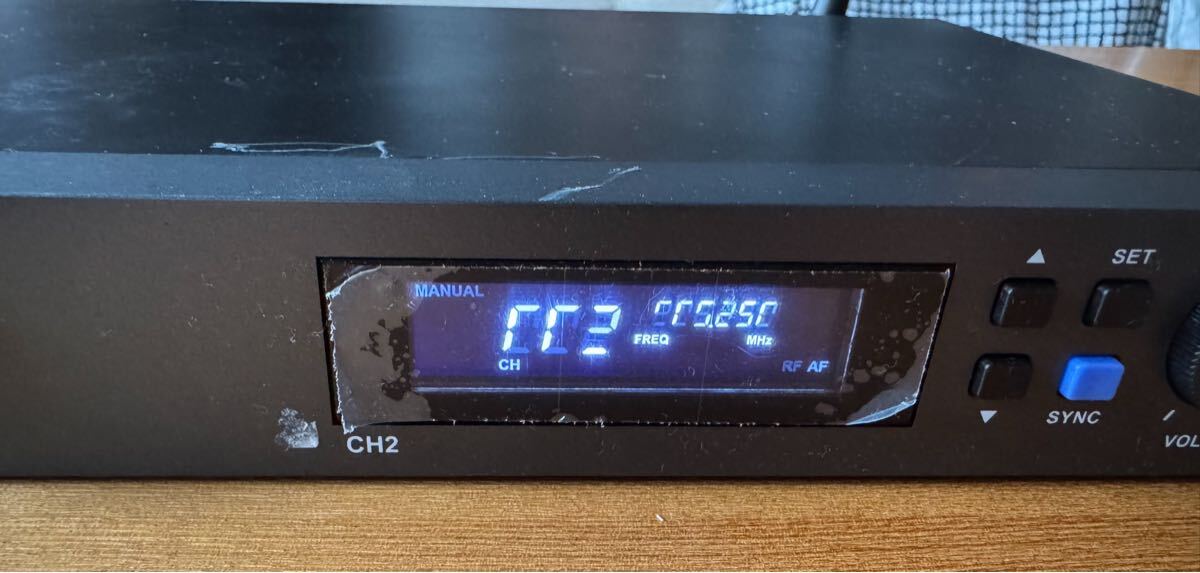 MANUAL
FREQ
MHz
CH
RF AF
CH2
SET
SYNC
VOL